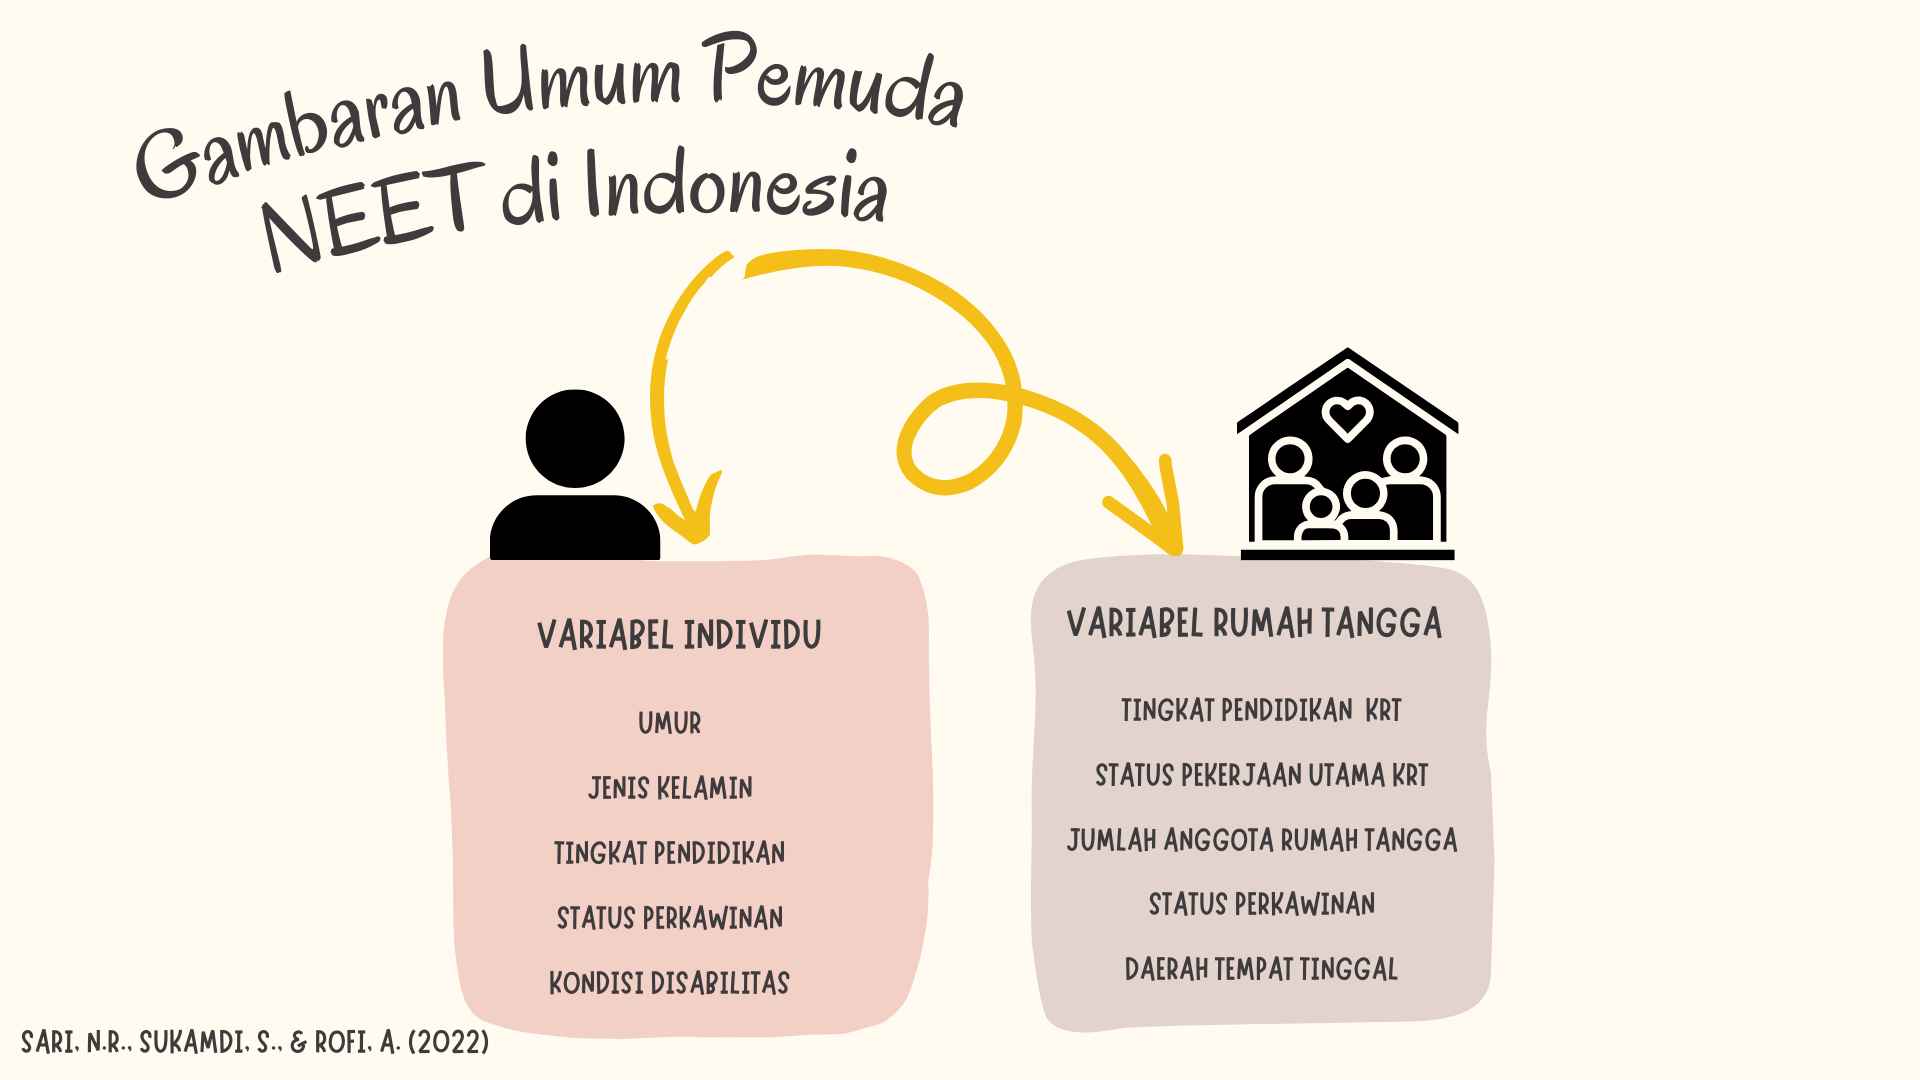 Gambaran Umum Pemuda
NEET di Indonesia
VARIABEL INDIVIDU
UMUR
JENIS KELAMIN
TINGKAT PENDIDIKAN
STATUS PERKAWINAN
KONDISI DISABILITAS
VARIABEL RUMAH TANGGA
TINGKAT PENDIDIKAN KRT
STATUS PEKERJAAN UTAMA KRT
JUMLAH ANGGOTA RUMAH TANGGA
STATUS PERKAWINAN
DAERAH TEMPAT TINGGAL
SARI, N.R., SUKAMDI, S., & ROFI, A. (2022)